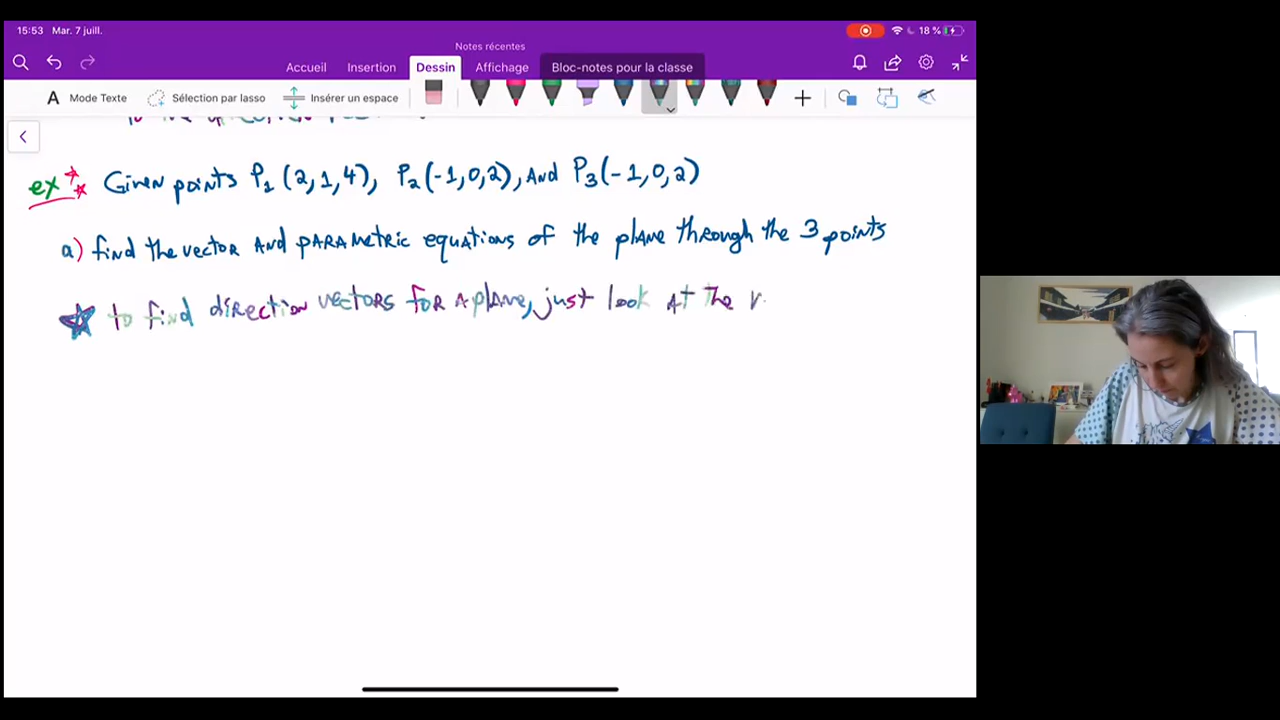 15:53 Mar. 7 juill. 18 %
Notes récentes
Accueil Insertion Dessin Affichage Bloc-notes pour la classe
A Mode Texte Sélection par lasso Insérer un espace
ex
Given points P1 (2,1,4), P2(-1,0,2), And P3(-1,0,2)
a) find the vector And pARAMetric equations of the plAne through the 3 points
to find direction vectors for A plAne, just look At the v